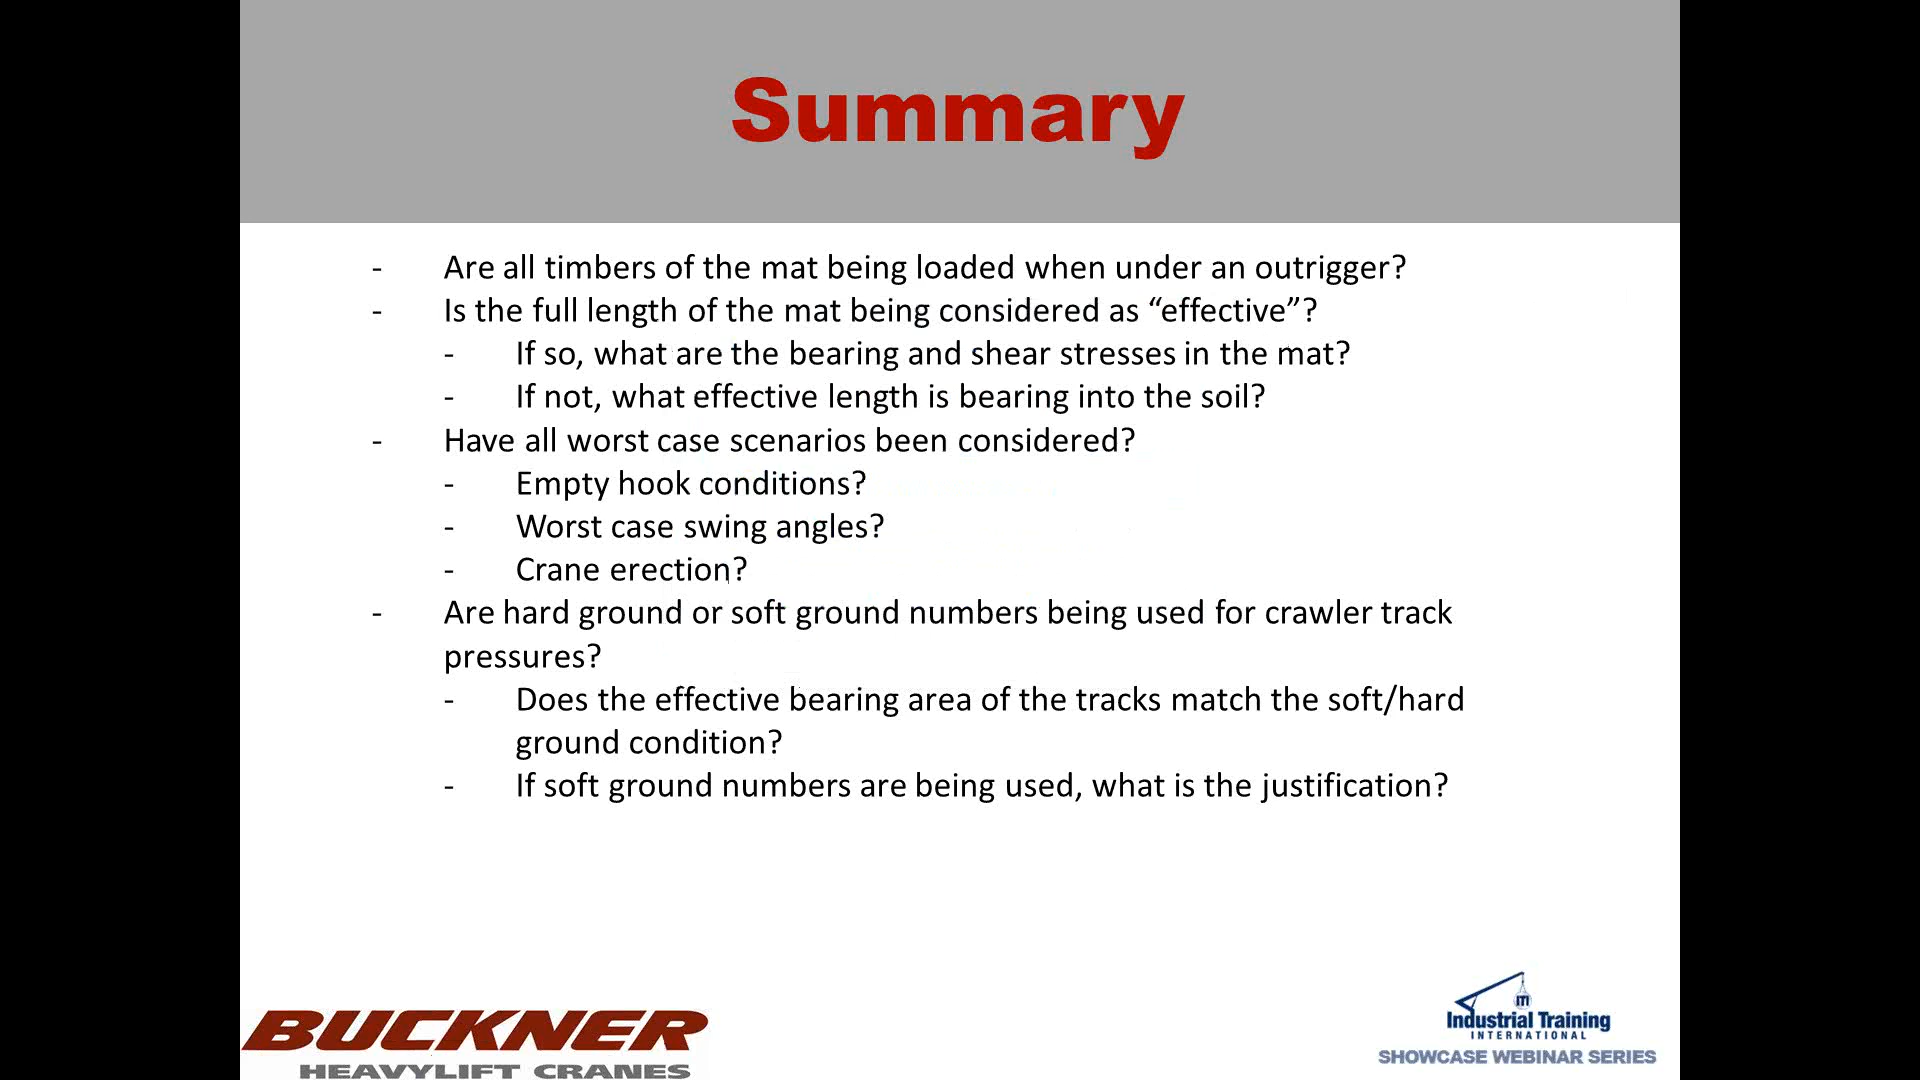 Summary
- Are all timbers of the mat being loaded when under an outrigger?
- Is the full length of the mat being considered as “effective”?
- If so, what are the bearing and shear stresses in the mat?
- If not, what effective length is bearing into the soil?
- Have all worst case scenarios been considered?
- Empty hook conditions?
- Worst case swing angles?
- Crane erection?
- Are hard ground or soft ground numbers being used for crawler track
pressures?
- Does the effective bearing area of the tracks match the soft/hard
ground condition?
- If soft ground numbers are being used, what is the justification?
BUCKNER
HEAVYLIFT CRANES
ITI
Industrial Training
INTERNATIONAL
SHOWCASE WEBINAR SERIES